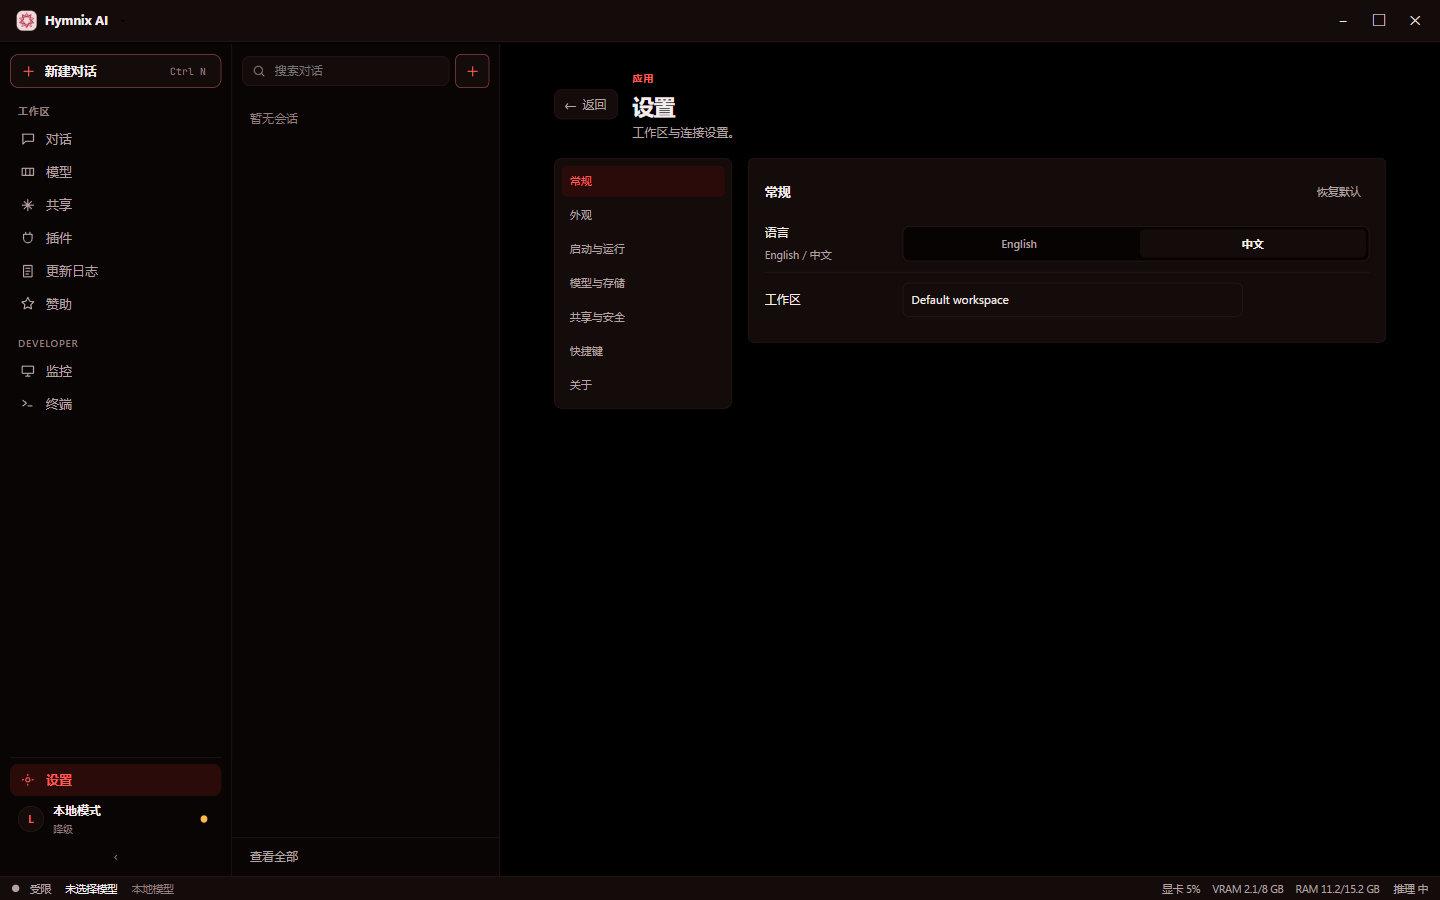 Hymnix AI
新建对话
Ctrl N
工作区
对话
模型
共享
插件
更新日志
赞助
DEVELOPER
监控
终端
设置
L
本地模式
降级
搜索对话
暂无会话
查看全部
← 返回
应用
设置
工作区与连接设置。
常规
外观
启动与运行
模型与存储
共享与安全
快捷键
关于
常规
恢复默认
语言
English / 中文
English
中文
工作区
Default workspace
受限 未选择模型 本地模型
显卡 5% VRAM 2.1/8 GB RAM 11.2/15.2 GB 推理 中